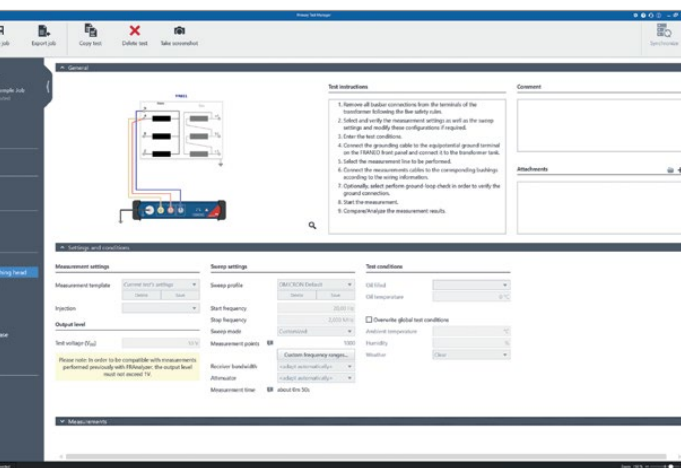 Primary Test Manager
job
Export job
Copy test
Delete test
Take screenshot
Synchronize
General
Test instructions
1. Remove all busbar connections from the terminals of the
transformer following the five safety rules.
2. Select and verify the measurement settings as well as the sweep
settings and modify these configurations if required.
3. Enter the test conditions.
4. Connect the grounding cable to the equipotential ground terminal
on the FRANEO front panel and connect it to the transformer tank.
5. Select the measurement line to be performed.
6. Connect the measurements cables to the corresponding bushings
according to the wiring information.
7. Optionally, select perform ground-loop check in order to verify the
ground connection.
8. Start the measurement.
9. Compare/Analyze the measurement results.
Comment
Attachments
Settings and conditions
Measurement settings
Measurement template
Current test's settings
Delete
Save
Injection
Output level
Test voltage
Please note: In order to be compatible with measurements
performed previously with FRAnalyzer, the output level
must not exceed 1V.
Sweep settings
Sweep profile
OMICRON Default
Delete
Save
Start frequency
Stop frequency
Sweep mode
Customized
Measurement points
1000
Custom frequency ranges...
Receiver bandwidth
<adapt automatically>
Attenuator
<adapt automatically>
Measurement time
about 0m 50s
Test conditions
Oil filled
Oil temperature
°C
Overwrite global test conditions
Ambient temperature
°C
Humidity
%
Weather
Clear
Measurements